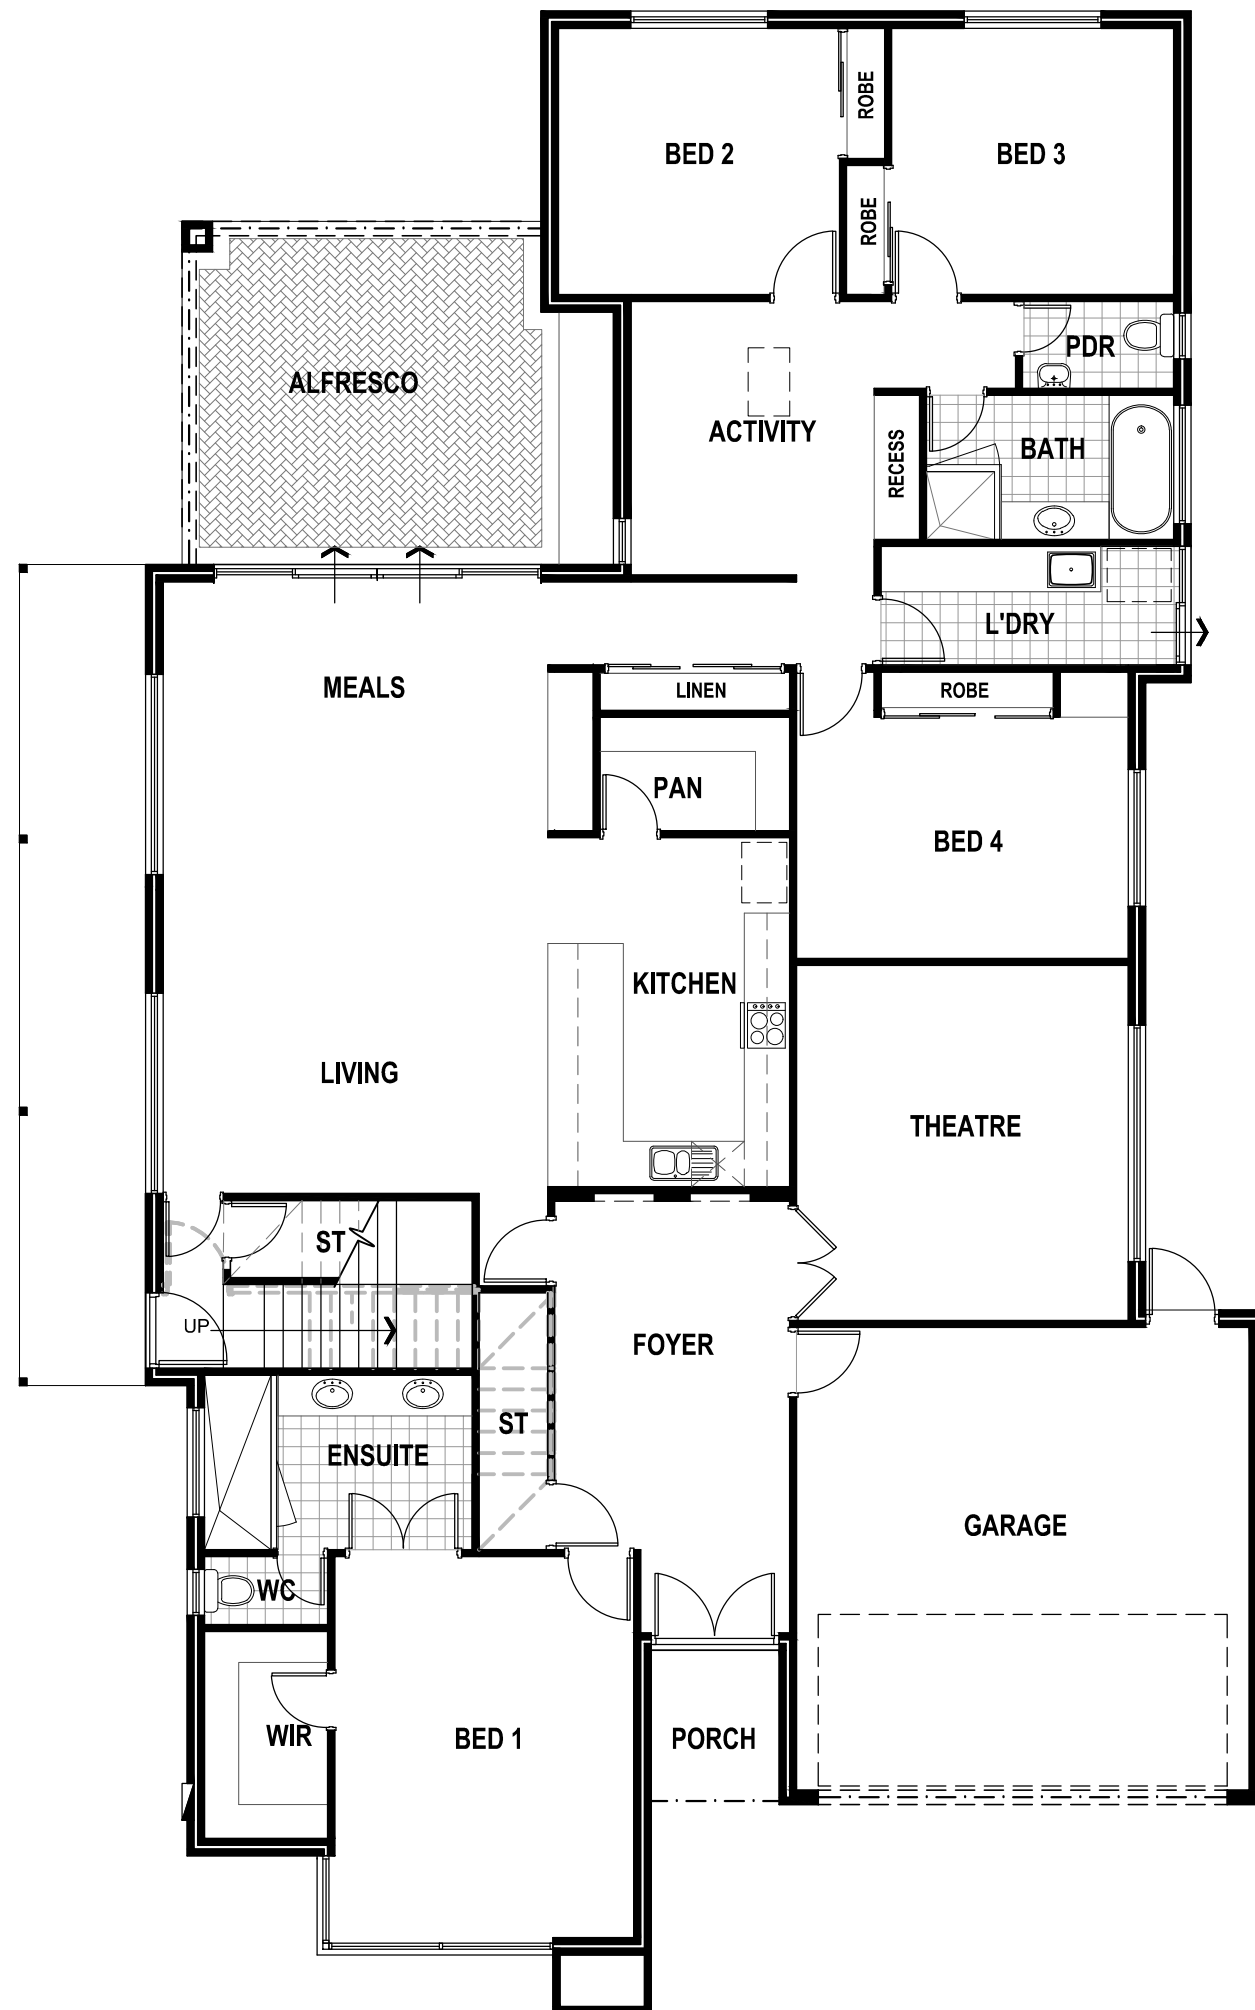 BED 2
ROBE
BED 3
ROBE
PDR
ALFRESCO
ACTIVITY
RECESS
BATH
L'DRY
MEALS
LINEN
ROBE
PAN
BED 4
KITCHEN
LIVING
THEATRE
ST
UP
FOYER
ST
ENSUITE
GARAGE
WC
WIR
BED 1
PORCH